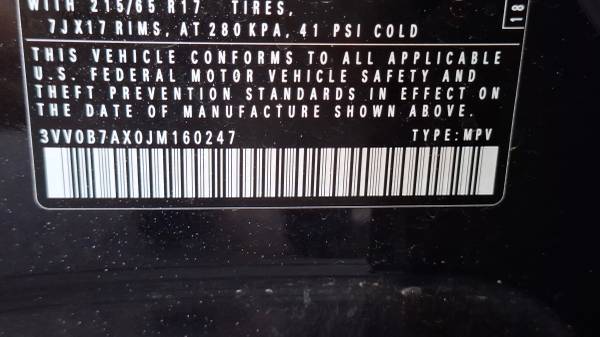 WITH 215/65 R17 TIRES,
7JX17 RIMS, AT 280 KPA, 41 PSI COLD
18
THIS VEHICLE CONFORMS TO ALL APPLICABLE
U.S. FEDERAL MOTOR VEHICLE SAFETY AND
THEFT PREVENTION STANDARDS IN EFFECT ON
THE DATE OF MANUFACTURE SHOWN ABOVE.
3VV0B7AX0JM160247 TYPE:MPV